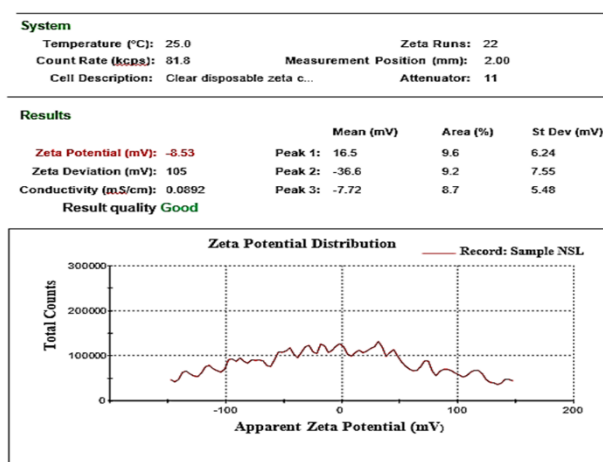 System
Temperature (°C): 25.0 Zeta Runs: 22
Count Rate (kcps): 81.8 Measurement Position (mm): 2.00
Cell Description: Clear disposable zeta c... Attenuator: 11
Results
Mean (mV) Area (%) St Dev (mV)
Zeta Potential (mV): -8.53 Peak 1: 16.5 9.6 6.24
Zeta Deviation (mV): 105 Peak 2: -36.6 9.2 7.55
Conductivity (mS/cm): 0.0892 Peak 3: -7.72 8.7 5.48
Result quality Good
Zeta Potential Distribution
Record: Sample NSL
Total Counts
300000
200000
100000
0
-100 0 100 200
Apparent Zeta Potential (mV)